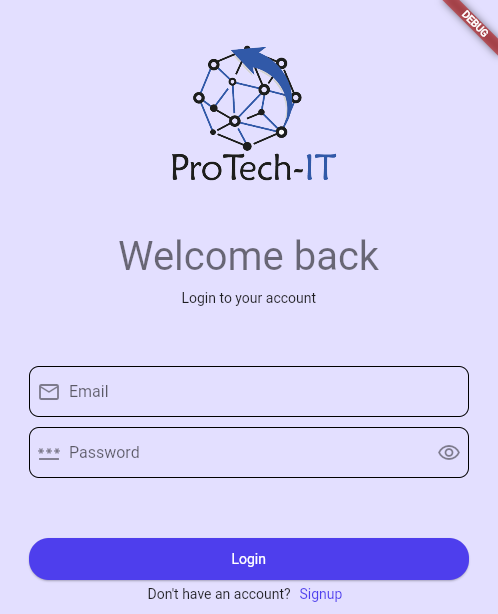 DEBUG
ProTech-IT
Welcome back
Login to your account
Email
Password
Login
Don't have an account? Signup